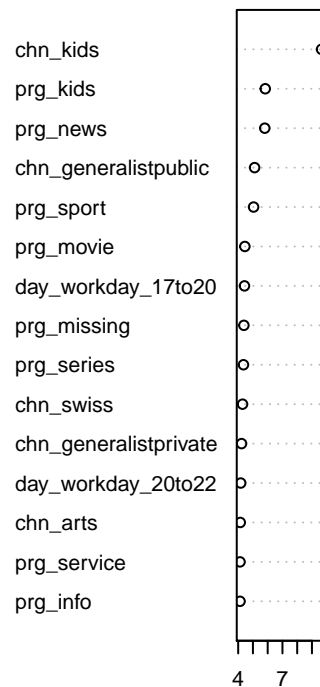 chn_kids
prg_kids
prg_news
chn_generalistpublic
prg_sport
prg_movie
day_workday_17to20
prg_missing
prg_series
chn_swiss
chn_generalistprivate
day_workday_20to22
chn_arts
prg_service
prg_info
4 7